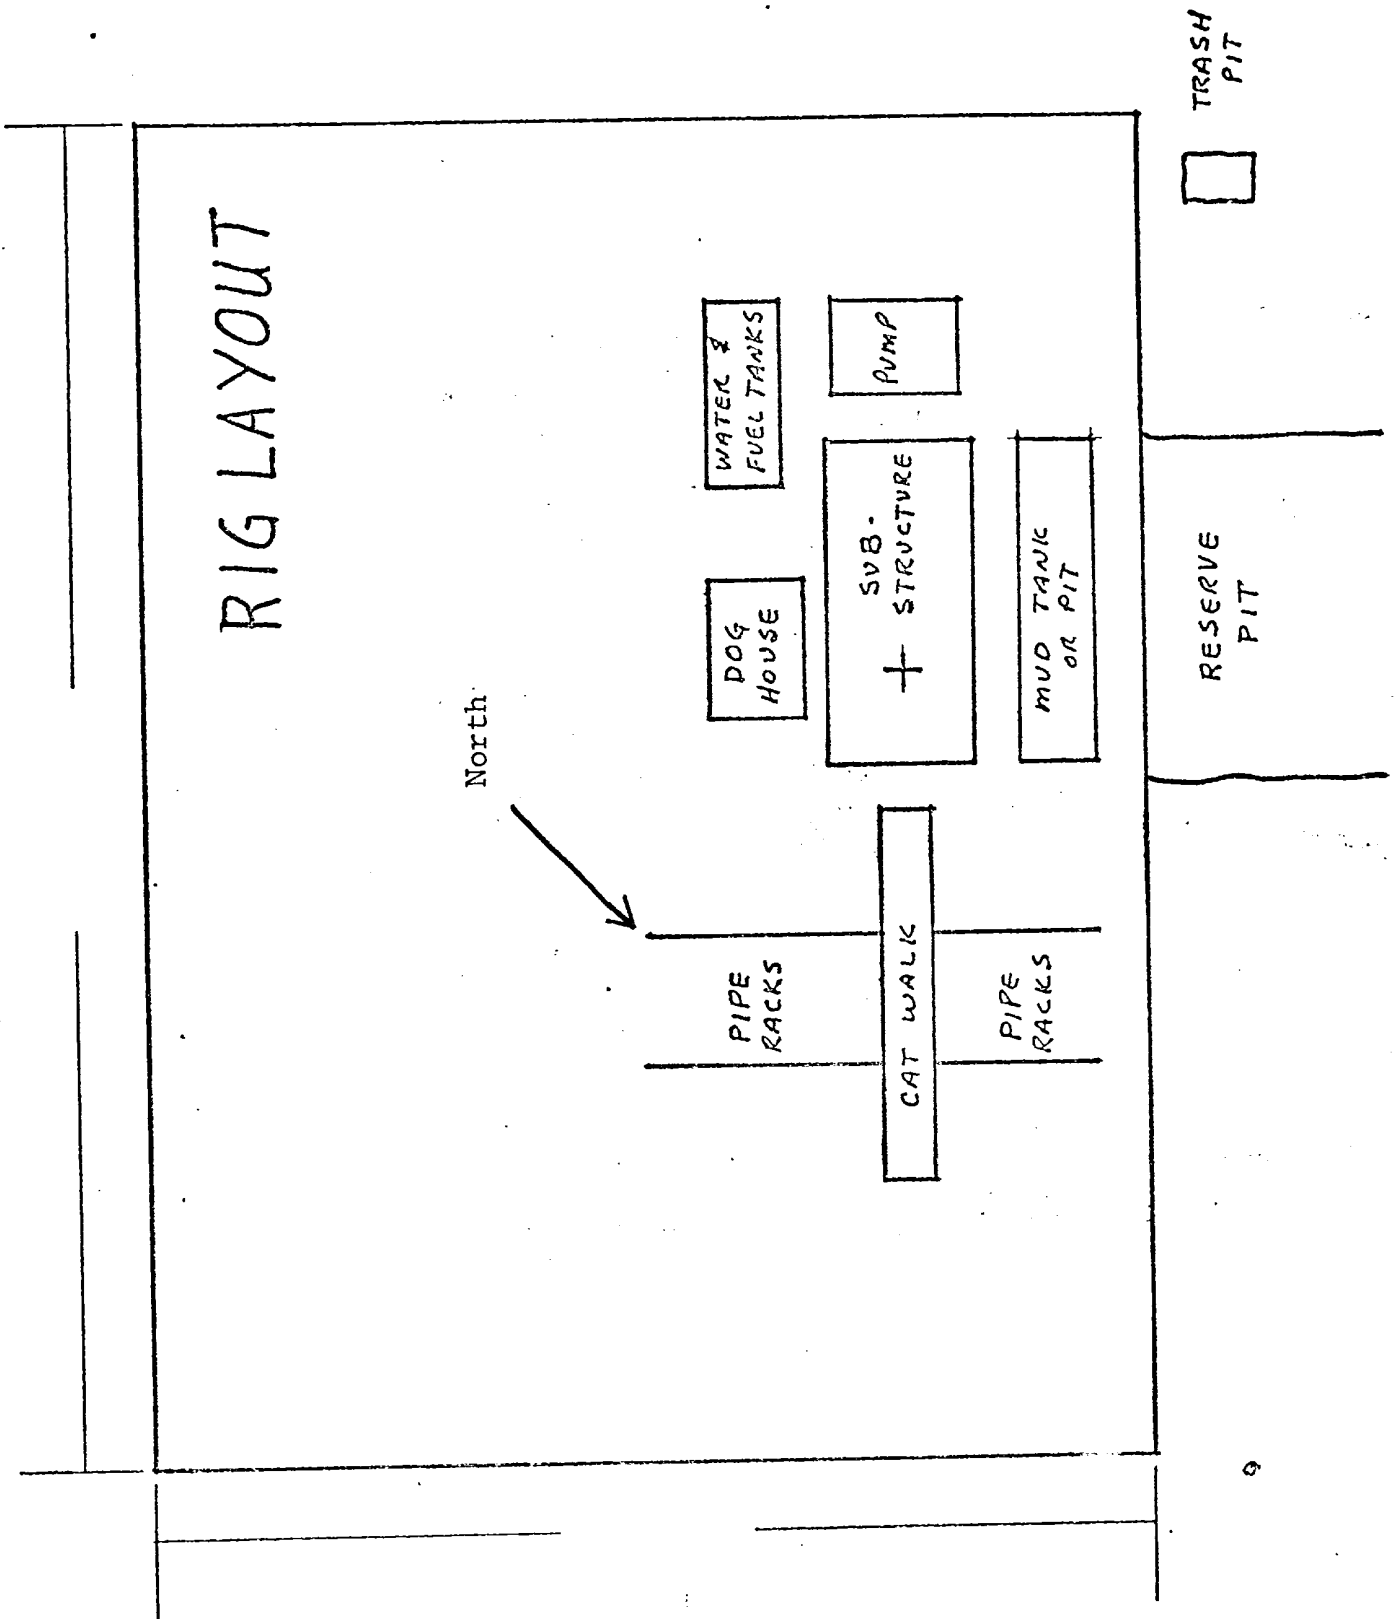 RIG LAYOUT
North
WATER &
FUEL TANKS
DOG
HOUSE
PUMP
SUB-
STRUCTURE
PIPE
RACKS
CAT WALK
PIPE
RACKS
MUD TANK
OR PIT
RESERVE
PIT
TRASH
PIT